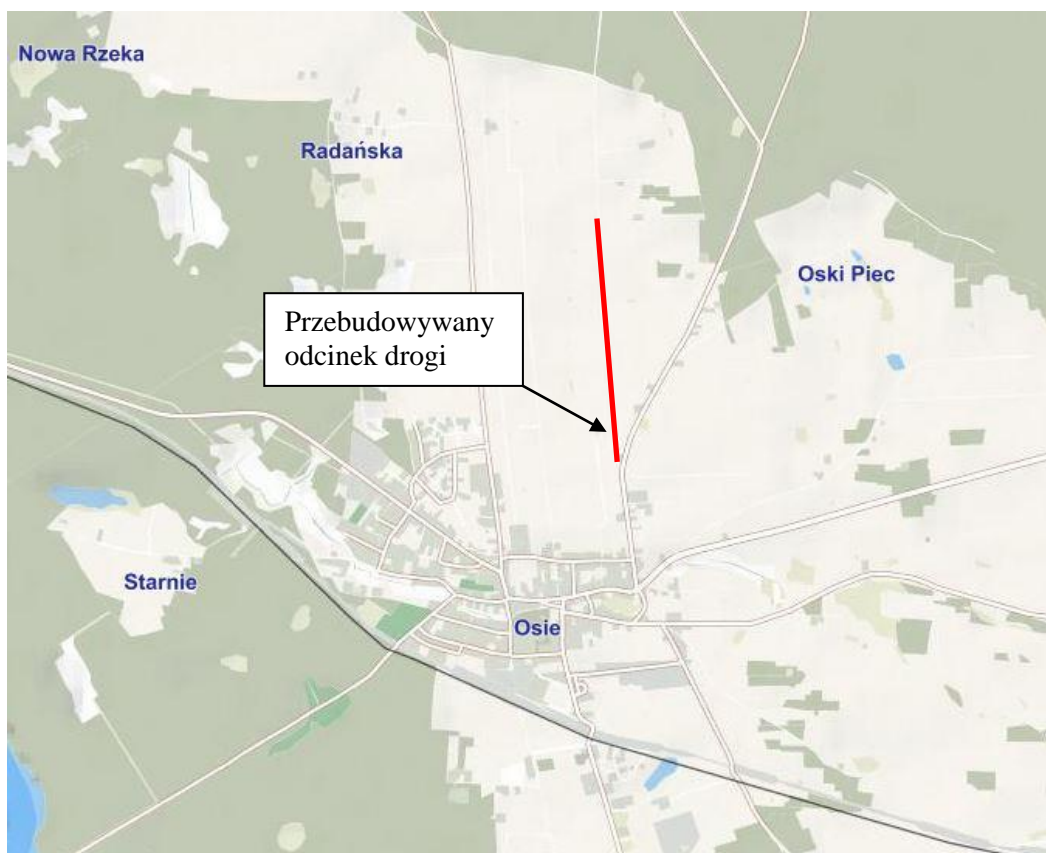 Nowa Rzeka
Radańska
Oski Piec
Przebudowywany
odcinek drogi
Starnie
Osie